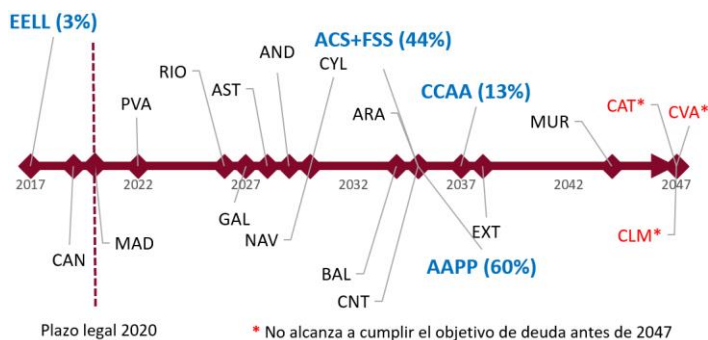 EELL (3%)
ACS+FSS (44%)
AND
CYL
RIO
AST
CCAA (13%)
PVA
ARA
MUR
CAT*
CVA*
2017
2022
2027
2032
2037
2042
2047
GAL
NAV
EXT
CLM*
CAN
MAD
BAL
AAPP (60%)
CNT
Plazo legal 2020
* No alcanza a cumplir el objetivo de deuda antes de 2047